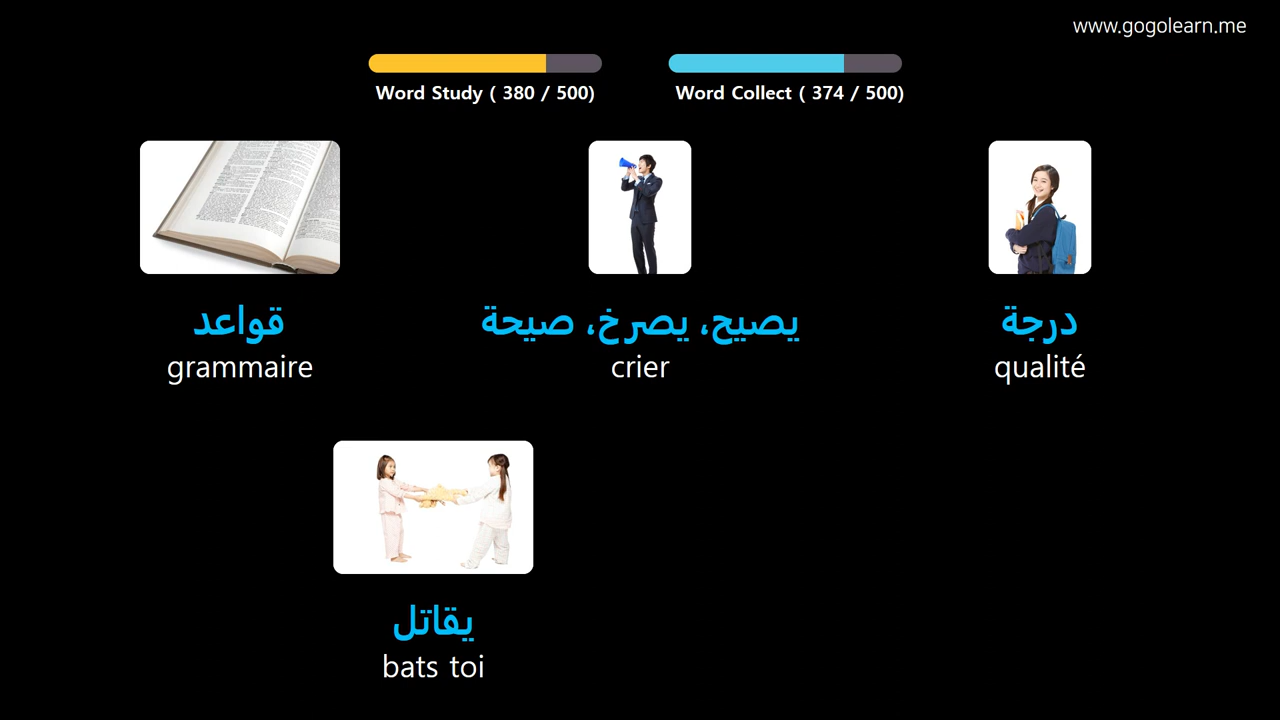 www.gogolearn.me
Word Study ( 380 / 500)
Word Collect ( 374 / 500)
قواعد
grammaire
يصيح، يصرخ، صيحة
crier
درجة
qualité
يقاتل
bats toi